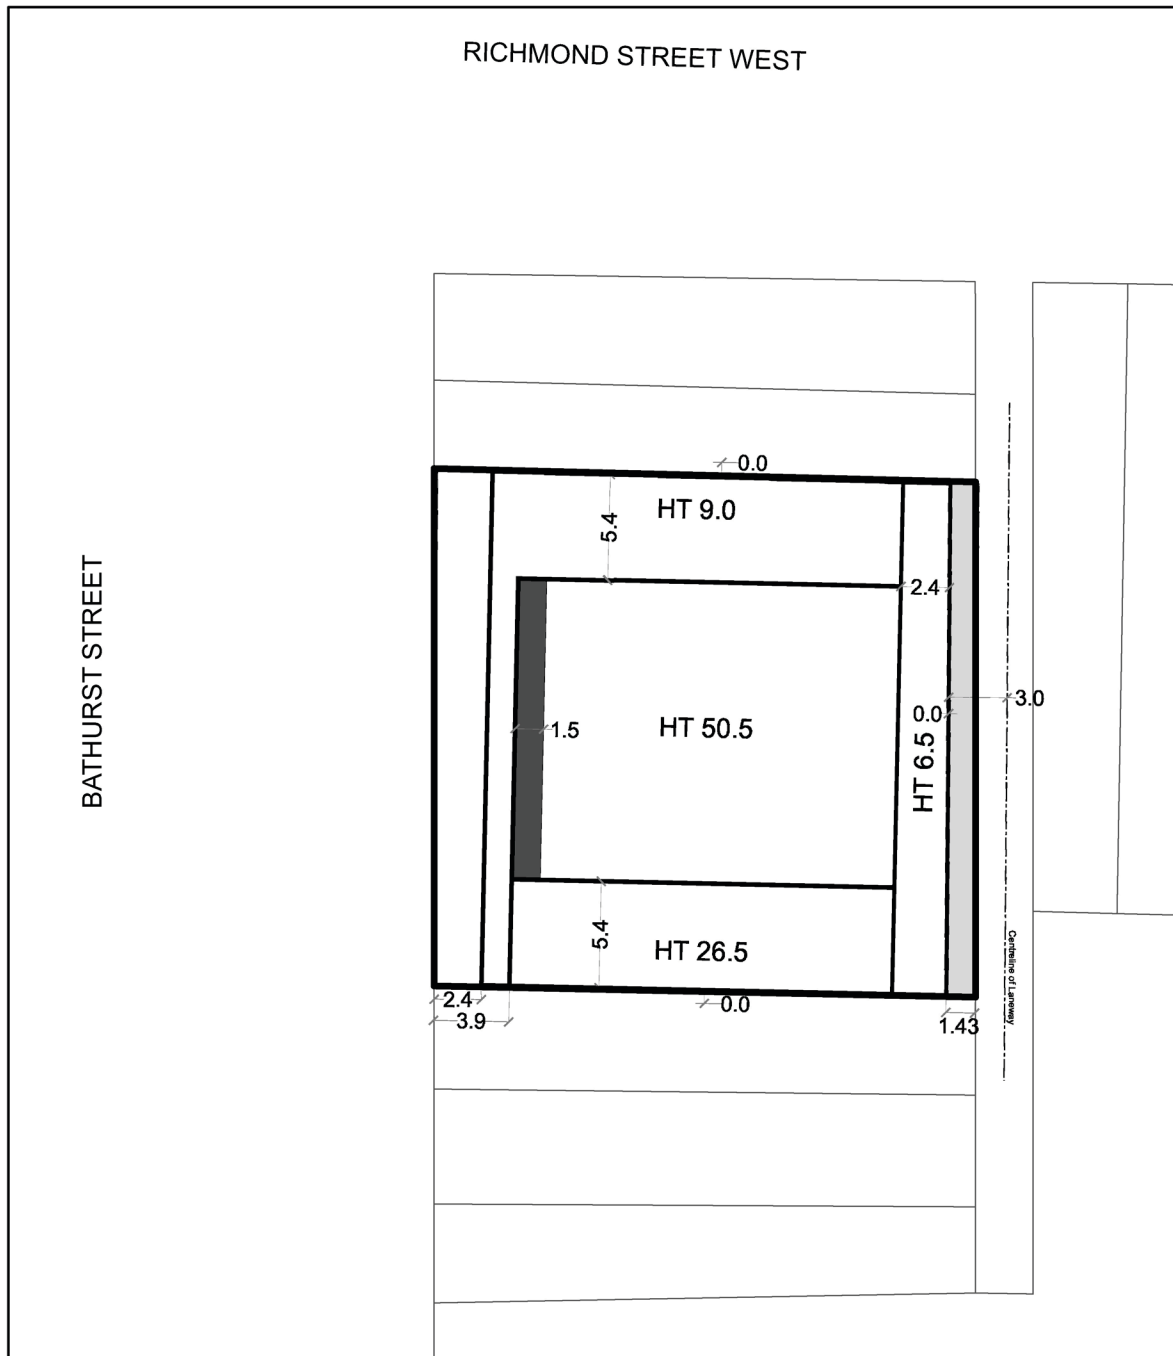 RICHMOND STREET WEST
0.0
HT 9.0
5.4
2.4
3.0
0.0
1.5
HT 50.5
HT 6.5
BATHURST STREET
5.4
HT 26.5
Centreline of Laneway
2.4
0.0
3.9
1.43